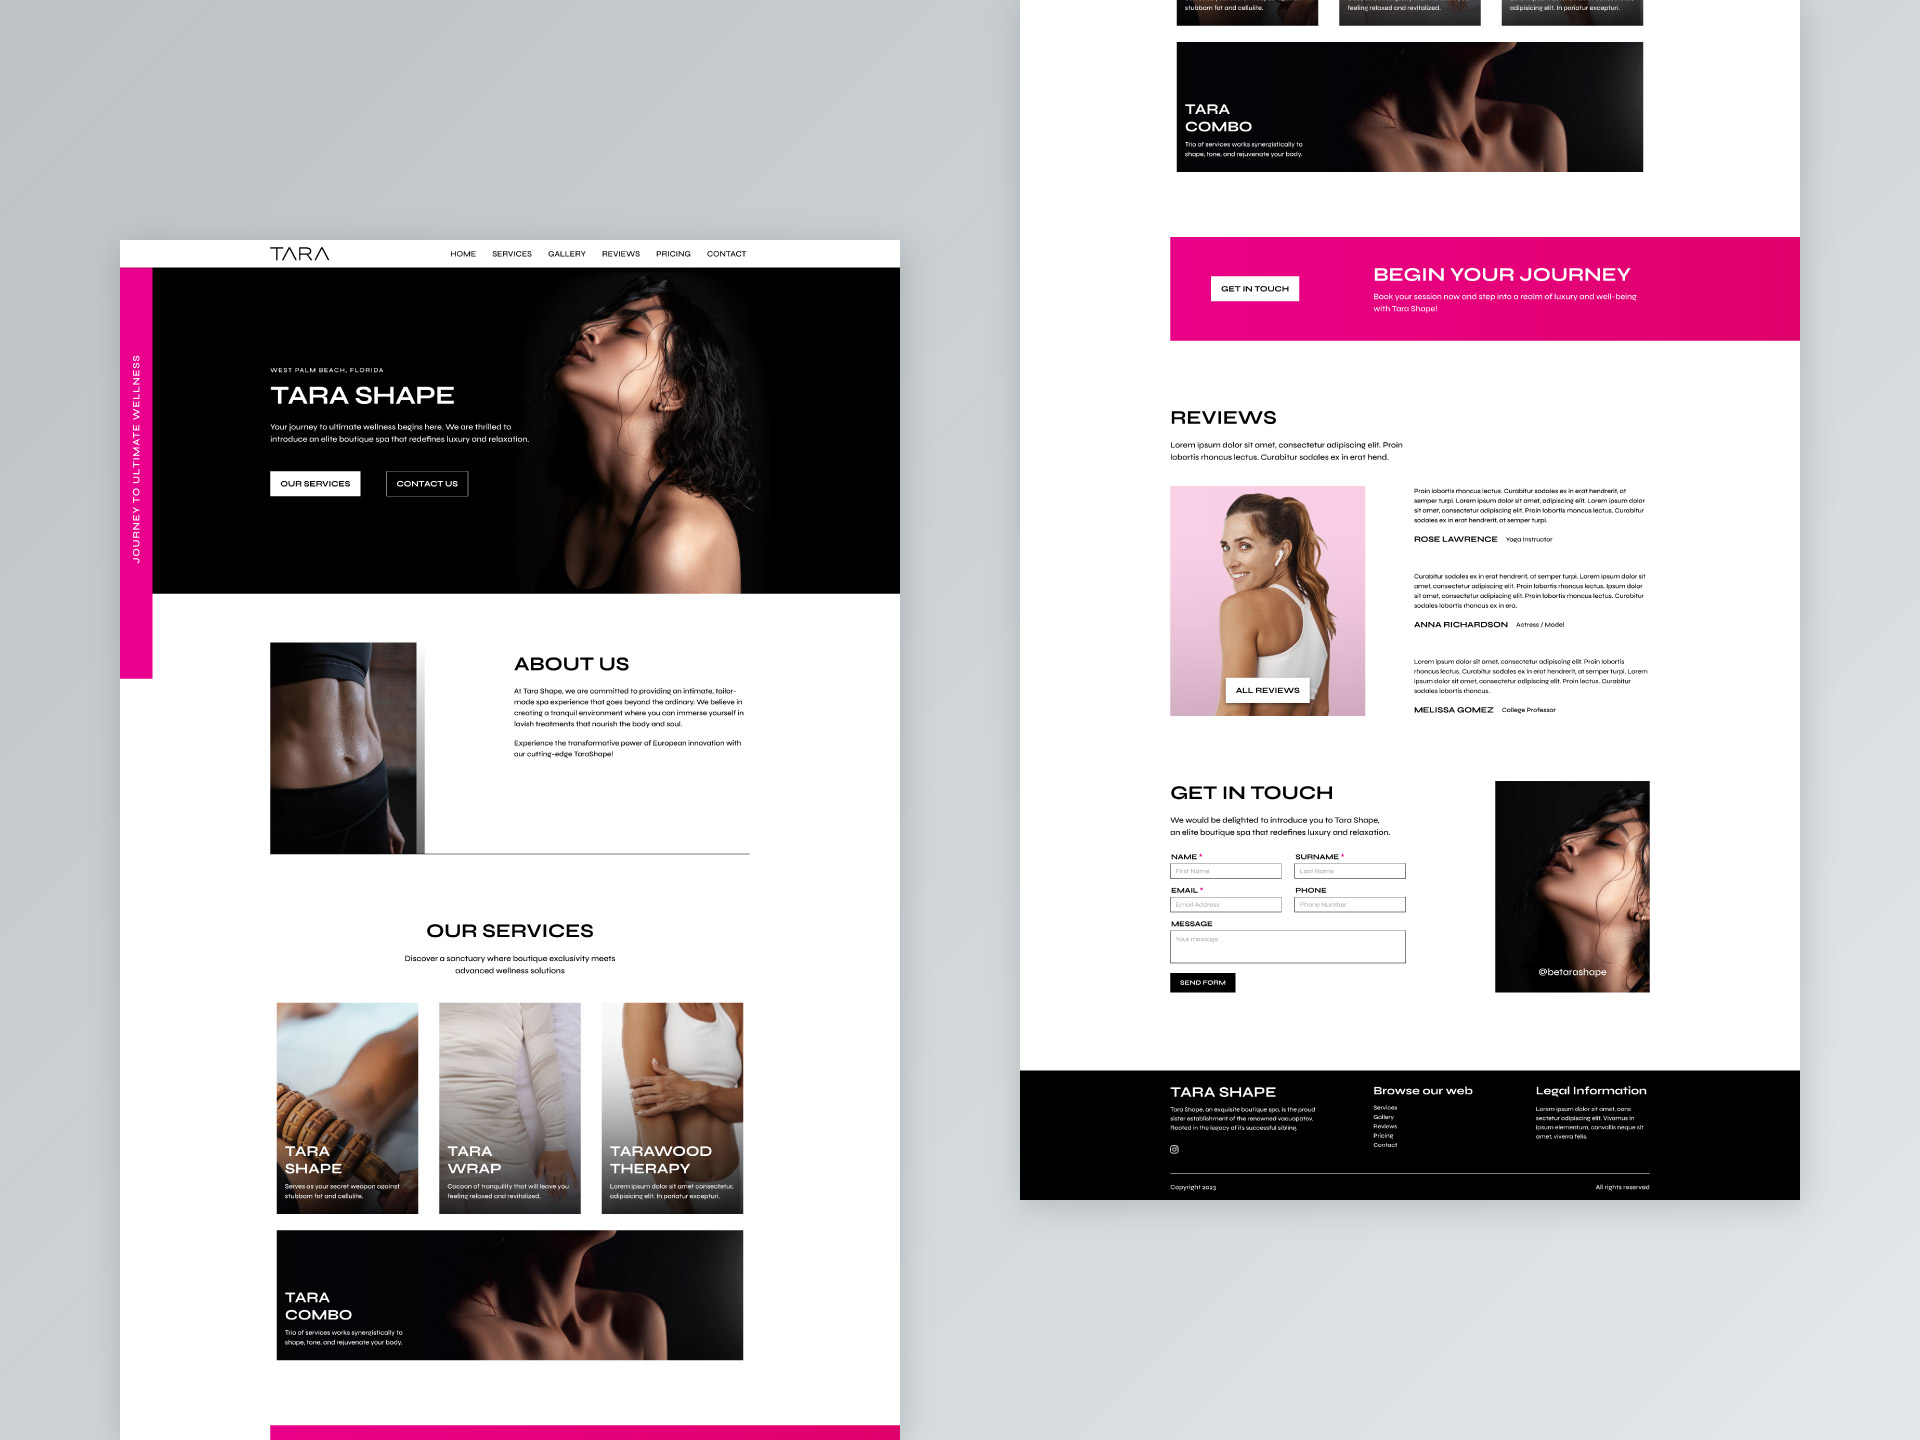 TARA
HOME SERVICES GALLERY REVIEWS PRICING CONTACT
JOURNEY TO ULTIMATE WELLNESS
WEST PALM BEACH, FLORIDA
TARA SHAPE
Your journey to ultimate wellness begins here. We are thrilled to
introduce an elite boutique spa that redefines luxury and relaxation.
OUR SERVICES CONTACT US
ABOUT US
At Tara Shape, we are committed to providing an intimate, tailor-
made spa experience that goes beyond the ordinary. We believe in
creating a tranquil environment where you can immerse yourself in
lavish treatments that nourish the body and soul.
Experience the transformative power of European innovation with
our cutting-edge TaraShape!
OUR SERVICES
Discover a sanctuary where boutique exclusivity meets
advanced wellness solutions
TARA
SHAPE
Serves as your secret weapon against
stubborn fat and cellulite.
TARA
WRAP
Cocoon of tranquility that will leave you
feeling relaxed and revitalized.
TARAWOOD
THERAPY
Lorem ipsum dolor sit amet consectetur,
adipisicing elit. In pariatur excepturi.
TARA
COMBO
Trio of services works synergistically to
shape, tone, and rejuvenate your body.
stubborn fat and cellulite.
feeling relaxed and revitalized.
adipisicing elit. In pariatur excepturi.
TARA
COMBO
Trio of services works synergistically to
shape, tone, and rejuvenate your body.
GET IN TOUCH
BEGIN YOUR JOURNEY
Book your session now and step into a realm of luxury and well-being
with Tara Shape!
REVIEWS
Lorem ipsum dolor sit amet, consectetur adipiscing elit. Proin
lobortis rhoncus lectus. Curabitur sodales ex in erat hend.
ALL REVIEWS
Proin lobortis rhoncus lectus. Curabitur sodales ex in erat hendrerit, at
semper turpi. Lorem ipsum dolor sit amet, adipiscing elit. Lorem ipsum dolor
sit amet, consectetur adipiscing elit. Proin lobortis rhoncus lectus. Curabitur
sodales ex in erat hendrerit, at semper turpi.
ROSE LAWRENCE Yoga Instructor
Curabitur sodales ex in erat hendrerit, at semper turpi. Lorem ipsum dolor sit
amet, consectetur adipiscing elit. Proin lobortis rhoncus lectus. Ipsum dolor
sit amet, consectetur adipiscing elit. Proin lobortis rhoncus lectus. Curabitur
sodales lobortis rhoncus ex in era.
ANNA RICHARDSON Actress / Model
Lorem ipsum dolor sit amet, consectetur adipiscing elit. Proin lobortis
rhoncus lectus. Curabitur sodales ex in erat hendrerit, at semper turpi. Lorem
ipsum dolor sit amet, consectetur adipiscing elit. Proin lectus. Curabitur
sodales lobortis rhoncus.
MELISSA GOMEZ College Professor
GET IN TOUCH
We would be delighted to introduce you to Tara Shape,
an elite boutique spa that redefines luxury and relaxation.
NAME * SURNAME *
First Name Last Name
EMAIL * PHONE
Email Address Phone Number
MESSAGE
Your message
SEND FORM
@betarashape
TARA SHAPE
Tara Shape, an exquisite boutique spa, is the proud
sister establishment of the renowned vacuapatov.
Rooted in the legacy of its successful sibling.
Browse our web
Services
Gallery
Reviews
Pricing
Contact
Legal Information
Lorem ipsum dolor sit amet, cons
sectetur adipiscing elit. Vivamus in
ipsum elementum, convallis neque sit
amet, viverra felis.
Copyright 2023 All rights reserved